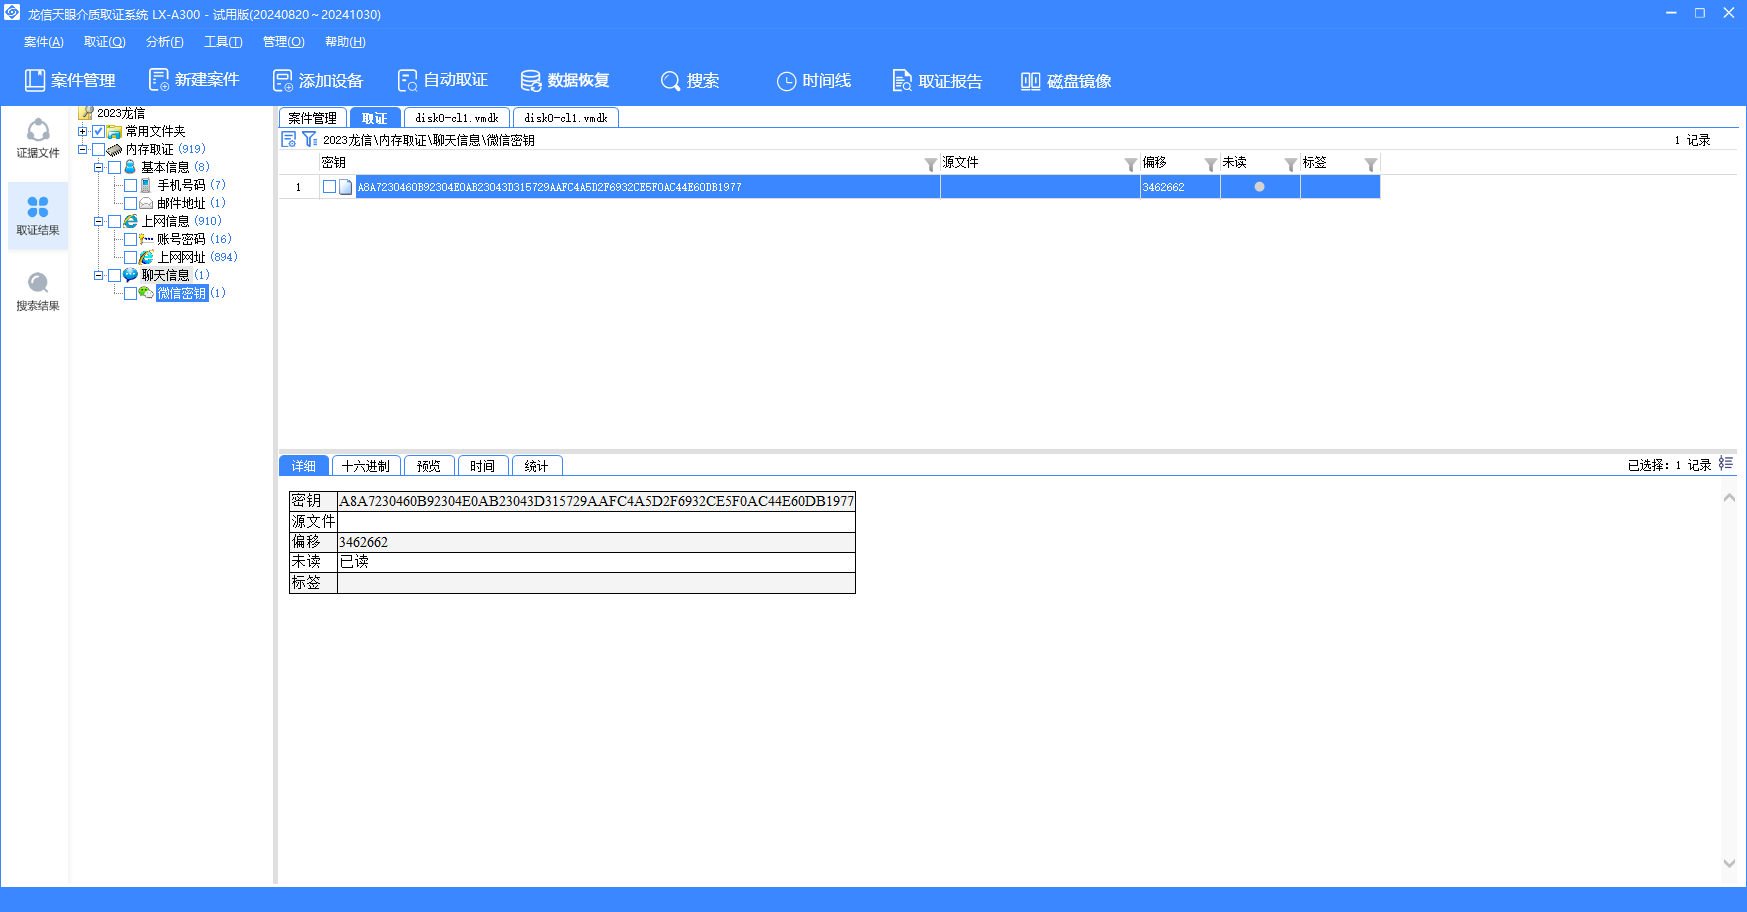 龙信天眼介质取证系统 LX-A300 - 试用版(20240820~20241030)
案件(A) 取证(Q) 分析(F) 工具(T) 管理(O) 帮助(H)
案件管理 新建案件 添加设备 自动取证 数据恢复 搜索 时间线 取证报告 磁盘镜像
证据文件
取证结果
搜索结果
2023龙信
常用文件夹
内存取证 (919)
基本信息 (8)
手机号码 (7)
邮件地址 (1)
上网信息 (910)
账号密码 (16)
上网网址 (894)
聊天信息 (1)
微信密钥 (1)
案件管理 取证 disk0-cl1.vmdk disk0-cl1.vmdk
2023龙信\内存取证\聊天信息\微信密钥 1 记录
密钥 源文件 偏移 未读 标签
1 A8A7230460B92304E0AB23043D315729AAFC4A5D2F6932CE5F0AC44E60DB1977 3462662
详细 十六进制 预览 时间 统计 已选择: 1 记录
密钥 A8A7230460B92304E0AB23043D315729AAFC4A5D2F6932CE5F0AC44E60DB1977
源文件
偏移 3462662
未读 已读
标签